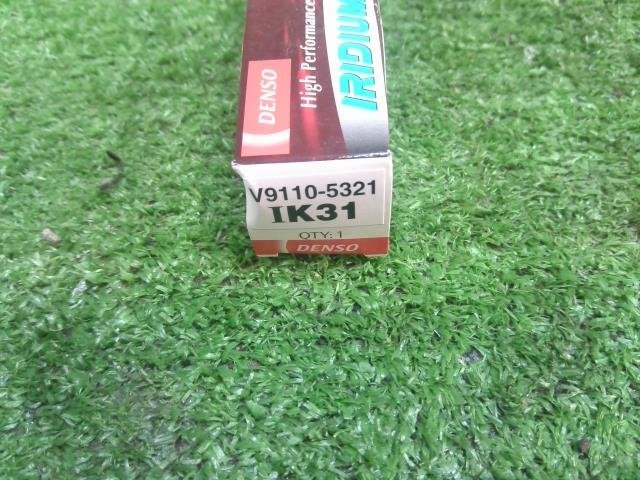 DENSO
High Performance
IRIDIUM
V9110-5321
IK31
QTY: 1
DENSO